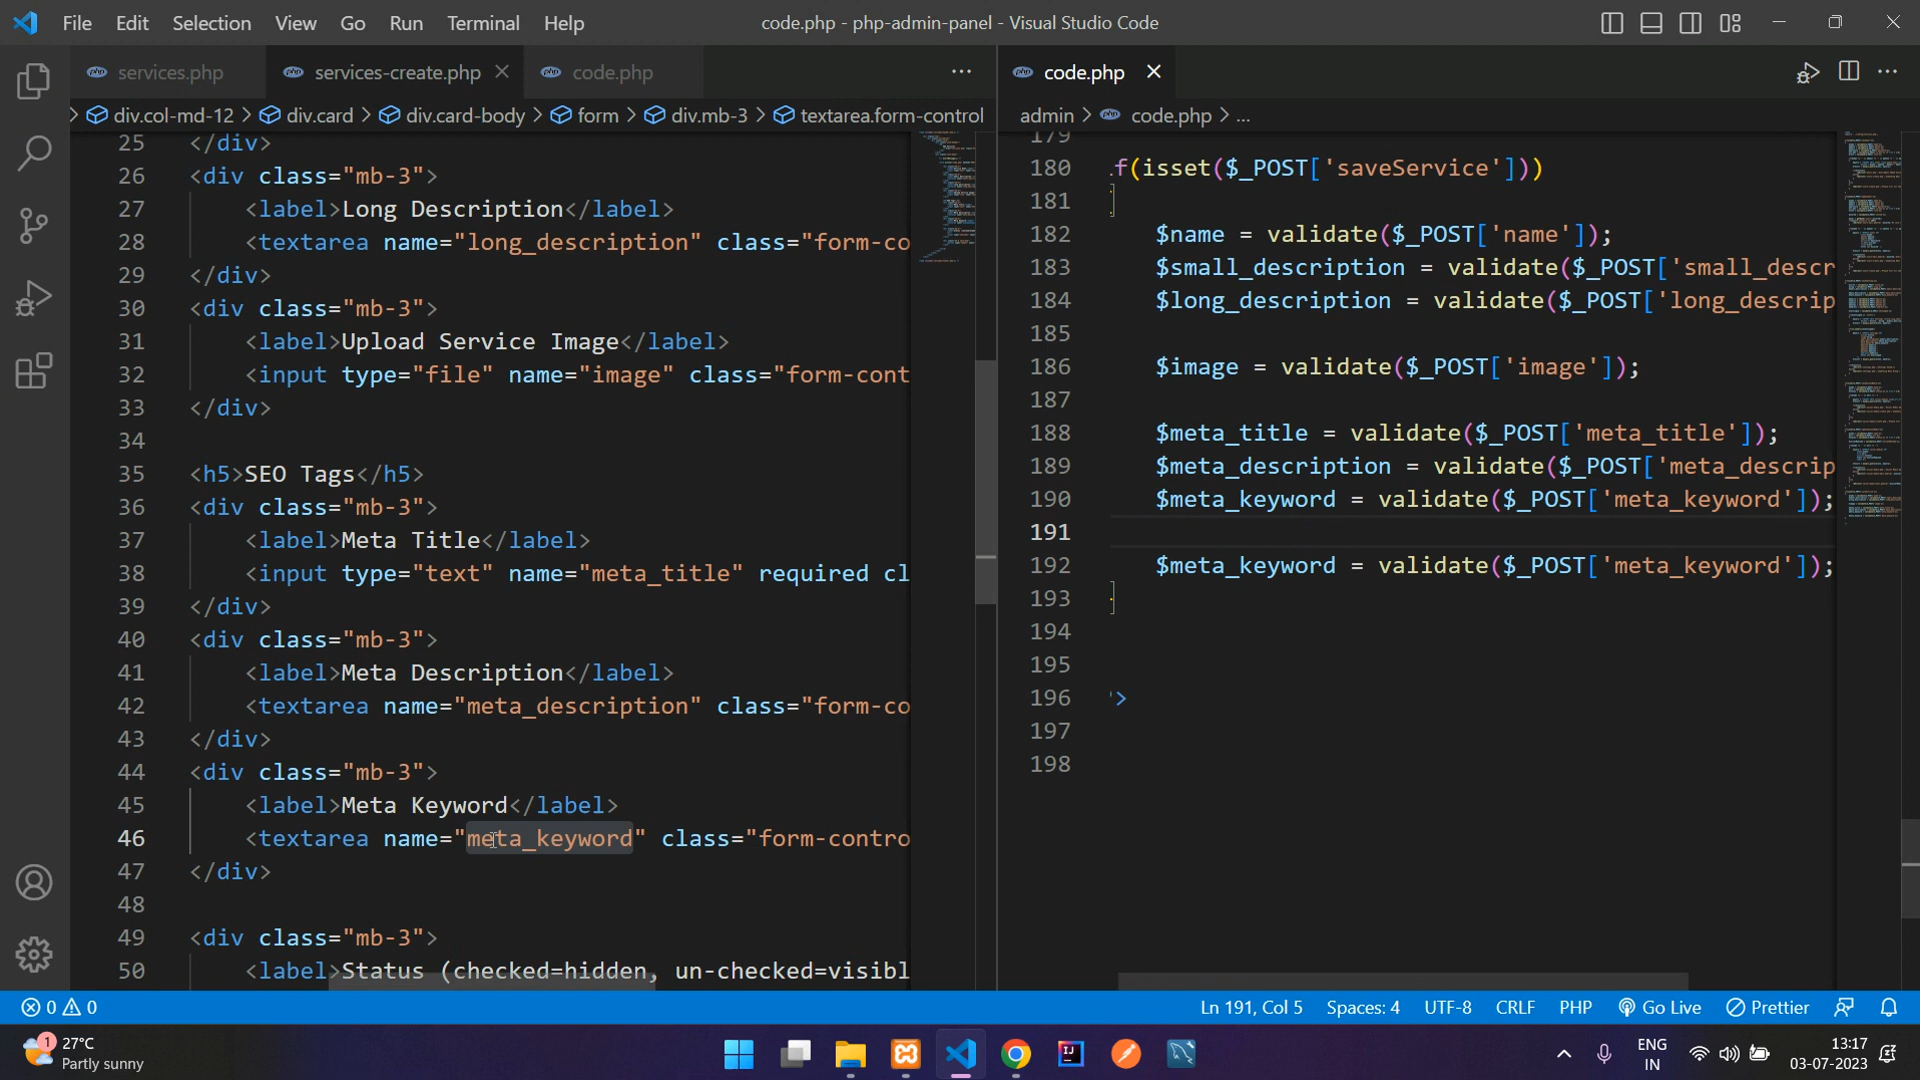 File Edit Selection View Go Run Terminal Help
code.php - php-admin-panel - Visual Studio Code
services.php
services-create.php
code.php
div.col-md-12 > div.card > div.card-body > form > div.mb-3 > textarea.form-control
25 </div>
26 <div class="mb-3">
27 <label>Long Description</label>
28 <textarea name="long_description" class="form-co
29 </div>
30 <div class="mb-3">
31 <label>Upload Service Image</label>
32 <input type="file" name="image" class="form-cont
33 </div>
34
35 <h5>SEO Tags</h5>
36 <div class="mb-3">
37 <label>Meta Title</label>
38 <input type="text" name="meta_title" required cl
39 </div>
40 <div class="mb-3">
41 <label>Meta Description</label>
42 <textarea name="meta_description" class="form-co
43 </div>
44 <div class="mb-3">
45 <label>Meta Keyword</label>
46 <textarea name="meta_keyword" class="form-contro
47 </div>
48
49 <div class="mb-3">
50 <label>Status (checked=hidden, un-checked=visibl
code.php
admin > code.php > ...
179
180 f(isset($_POST['saveService']))
181
182 $name = validate($_POST['name']);
183 $small_description = validate($_POST['small_descr
184 $long_description = validate($_POST['long_descrip
185
186 $image = validate($_POST['image']);
187
188 $meta_title = validate($_POST['meta_title']);
189 $meta_description = validate($_POST['meta_descrip
190 $meta_keyword = validate($_POST['meta_keyword']);
191
192 $meta_keyword = validate($_POST['meta_keyword']);
193
194
195
196 >
197
198
0 0
Ln 191, Col 5 Spaces: 4 UTF-8 CRLF PHP Go Live Prettier
1
27°C
Partly sunny
ENG
IN
13:17
03-07-2023